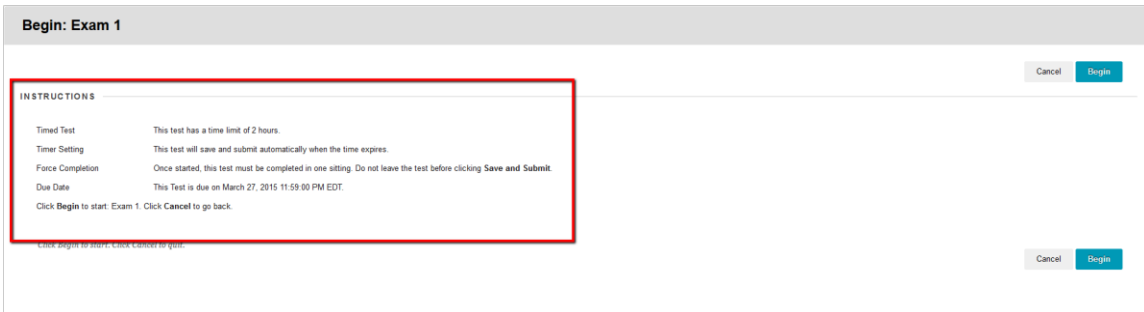 Begin: Exam 1
Cancel Begin
INSTRUCTIONS
Timed Test This test has a time limit of 2 hours.
Timer Setting This test will save and submit automatically when the time expires.
Force Completion Once started, this test must be completed in one sitting. Do not leave the test before clicking Save and Submit.
Due Date This Test is due on March 27, 2015 11:59:00 PM EDT.
Click Begin to start: Exam 1. Click Cancel to go back.
Click Begin to start. Click Cancel to quit.
Cancel Begin